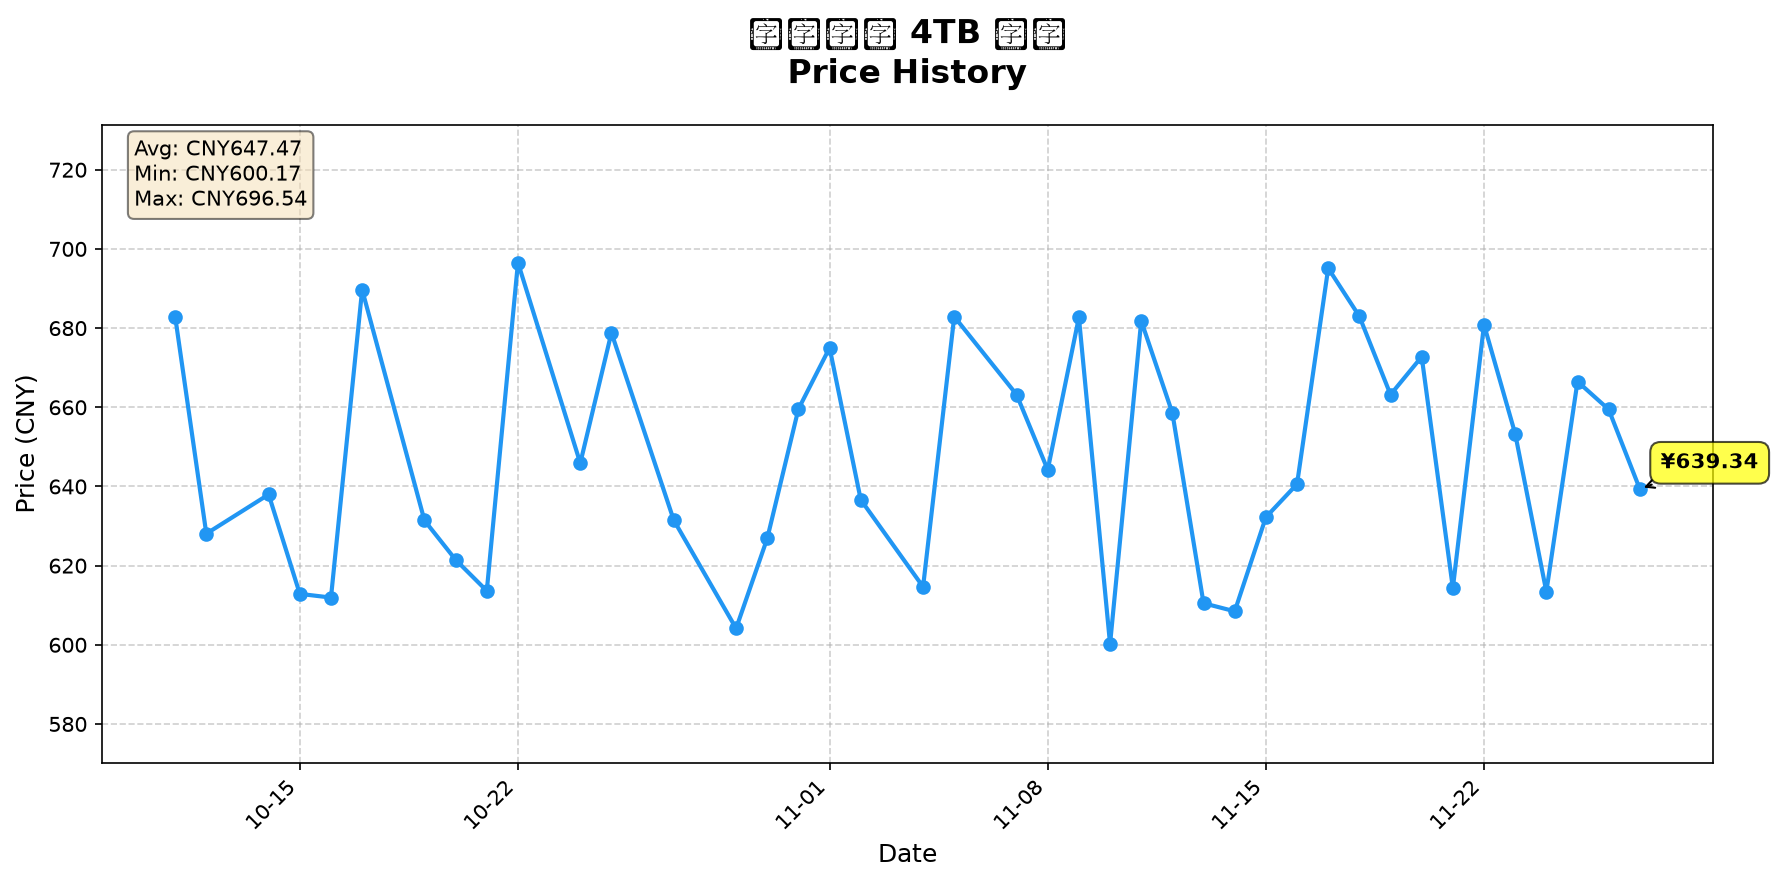 4TB
Price History
Avg: CNY647.47
Min: CNY600.17
Max: CNY696.54
720
700
680
660
640
620
600
580
Price (CNY)
¥639.34
10-15
10-22
11-01
11-08
11-15
11-22
Date